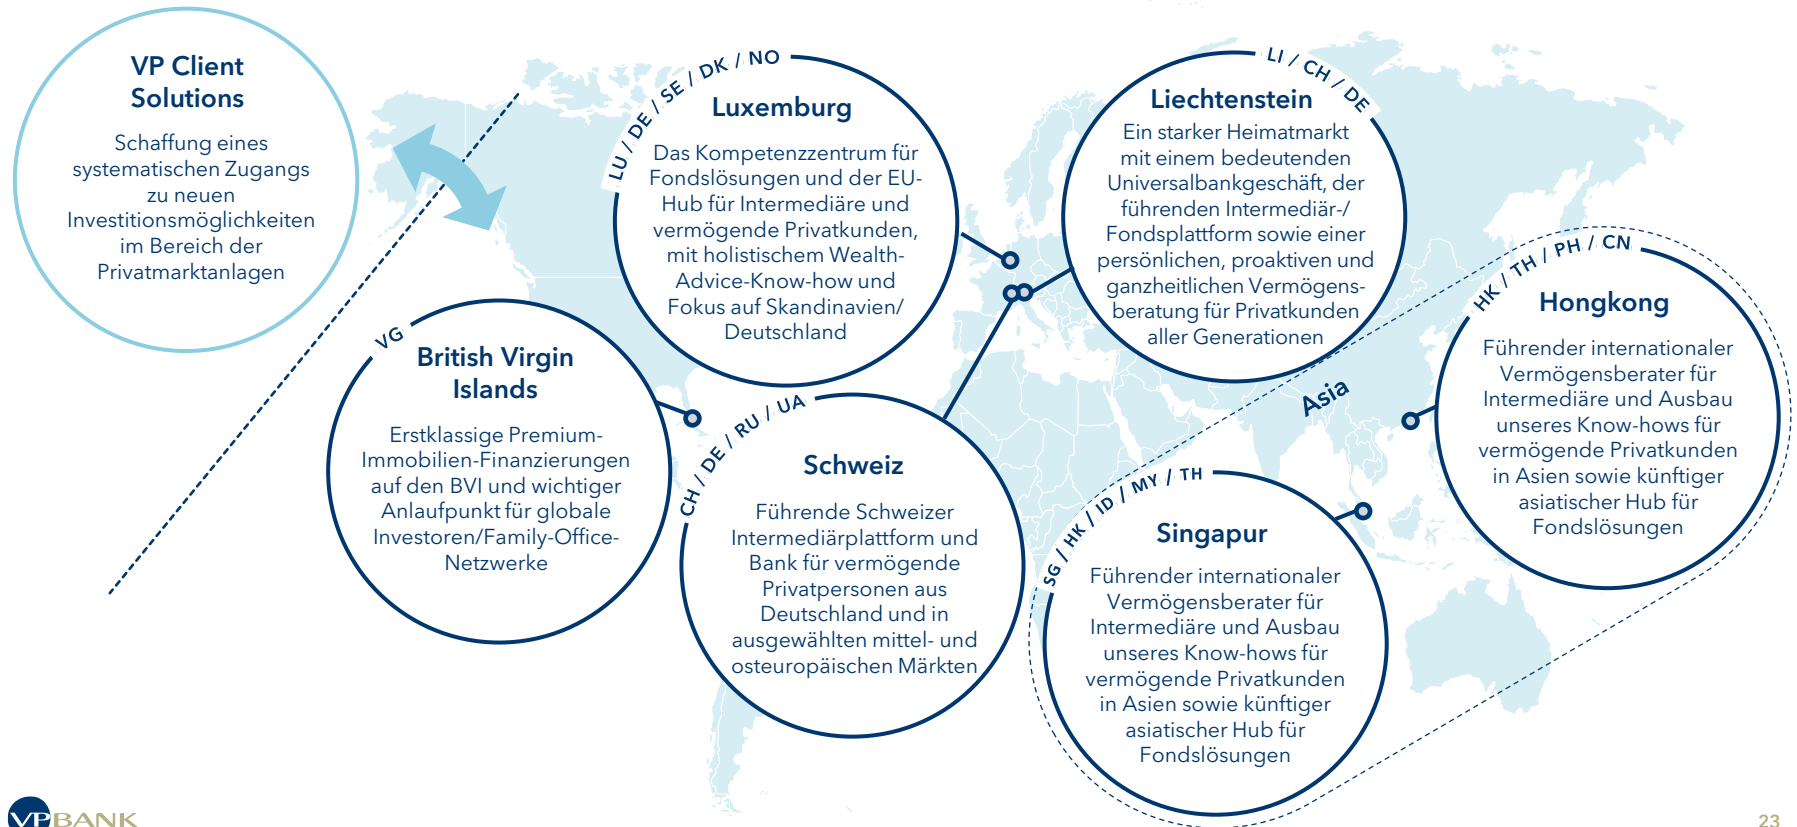 VP Client
Solutions
Schaffung eines
systematischen Zugangs
zu neuen
Investitionsmöglichkeiten
im Bereich der
Privatmarktanlagen
LU / DE / SE / DK / NO
Luxemburg
Das Kompetenzzentrum für
Fondslösungen und der EU-
Hub für Intermediäre und
vermögende Privatkunden,
mit holistischem Wealth-
Advice-Know-how und
Fokus auf Skandinavien/
Deutschland
LI / CH / DE
Liechtenstein
Ein starker Heimatmarkt
mit einem bedeutenden
Universalbankgeschäft, der
führenden Intermediär-/
Fondsplattform sowie einer
persönlichen, proaktiven und
ganzheitlichen Vermögens-
beratung für Privatkunden
aller Generationen
HK / TH / PH / CN
Hongkong
Führender internationaler
Vermögensberater für
Intermediäre und Ausbau
unseres Know-hows für
vermögende Privatkunden
in Asien sowie künftiger
asiatischer Hub für
Fondslösungen
VG
British Virgin
Islands
Erstklassige Premium-
Immobilien-Finanzierungen
auf den BVI und wichtiger
Anlaufpunkt für globale
Investoren/Family-Office-
Netzwerke
CH / DE / RU / UA
Schweiz
Führende Schweizer
Intermediärplattform und
Bank für vermögende
Privatpersonen aus
Deutschland und in
ausgewählten mittel- und
osteuropäischen Märkten
Asia
SG / HK / ID / MY / TH
Singapur
Führender internationaler
Vermögensberater für
Intermediäre und Ausbau
unseres Know-hows für
vermögende Privatkunden
in Asien sowie künftiger
asiatischer Hub für
Fondslösungen
VP BANK
23